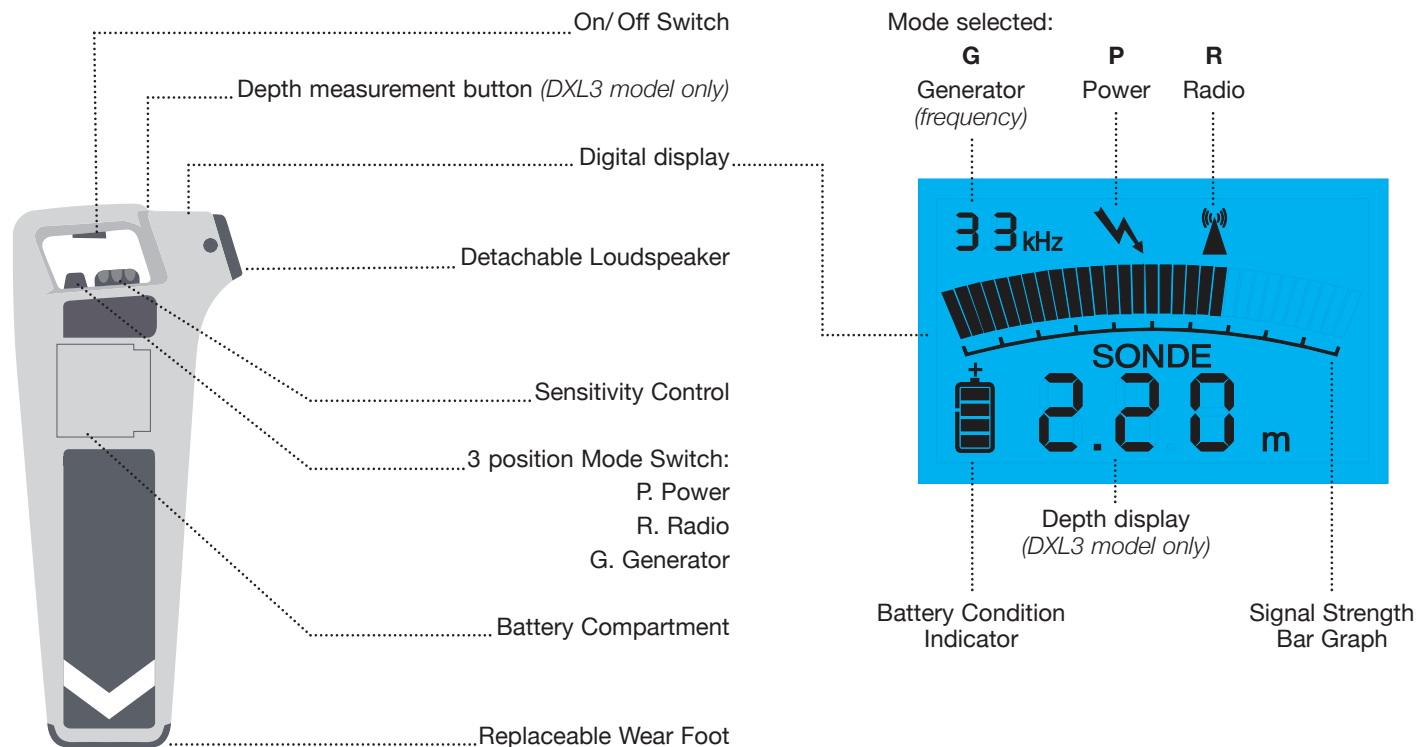 On/ Off Switch
Depth measurement button (DXL3 model only)
Digital display
Detachable Loudspeaker
Sensitivity Control
3 position Mode Switch:
P. Power
R. Radio
G. Generator
Battery Compartment
Replaceable Wear Foot
Mode selected:
G P R
Generator Power Radio
(frequency)
33 kHz
SONDE
+
2.20 m
Depth display
(DXL3 model only)
Battery Condition
Indicator
Signal Strength
Bar Graph